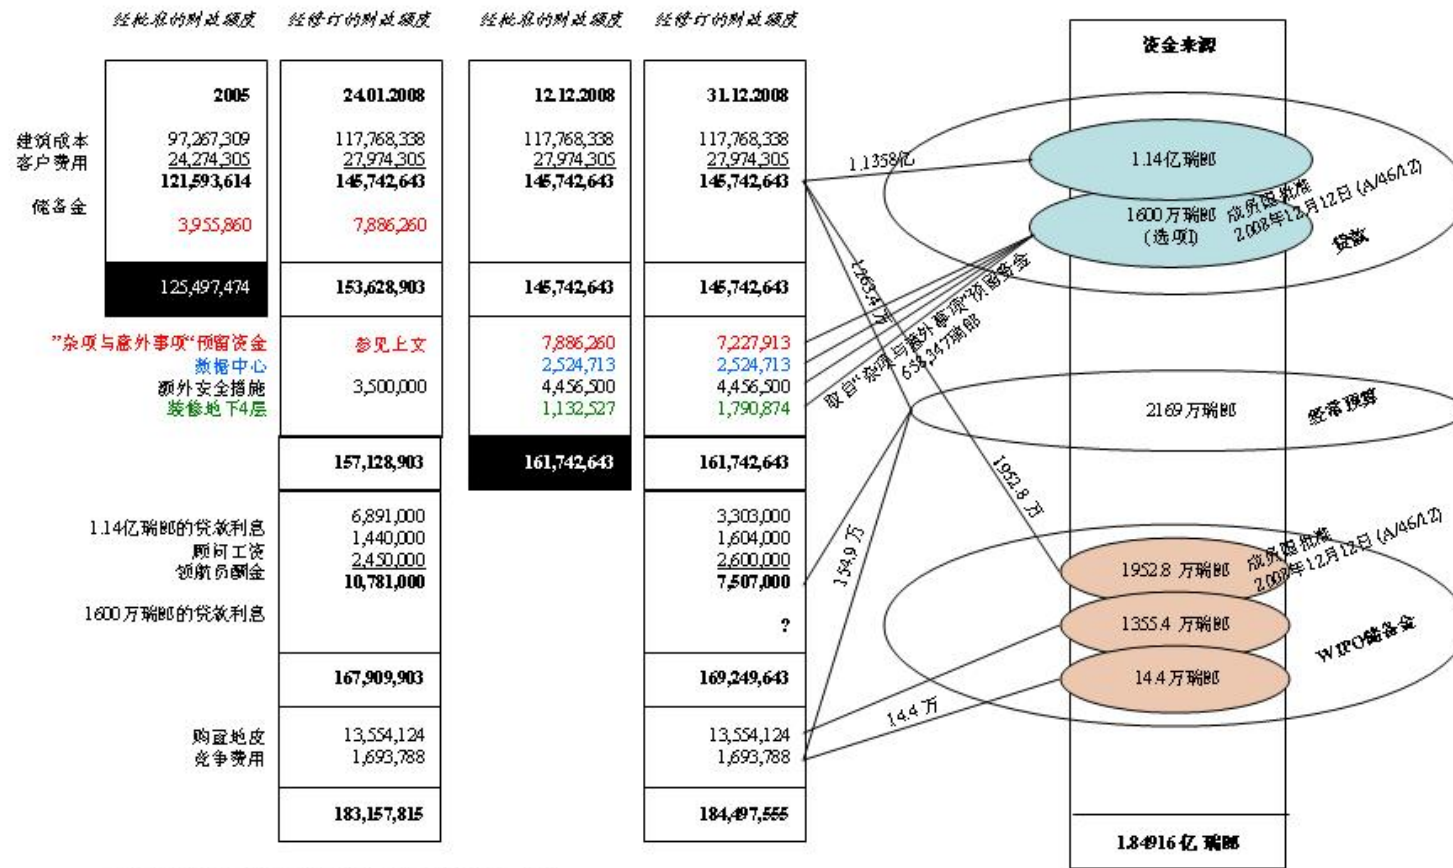 经批准的财政额度 经修订的财政额度 经批准的财政额度 经修订的财政额度
资金来源
2005 24.01.2008 12.12.2008 31.12.2008
建筑成本 97,267,309 117,768,338 117,768,338 117,768,338
客户费用 24,274,305 27,974,305 27,974,305 27,974,305
121,593,614 145,742,643 145,742,643 145,742,643
储备金
3,955,860 7,886,260
125,497,474 153,628,903 145,742,643 145,742,643
"杂项与意外事项"预留资金 参见上文 7,886,260 7,227,913
数据中心 2,524,713 2,524,713
额外安全措施 3,500,000 4,456,500 4,456,500
装修地下4层 1,132,527 1,790,874
157,128,903 161,742,643 161,742,643
1.14亿瑞郎的贷款利息 6,891,000 3,303,000
顾问工资 1,440,000 1,604,000
领航员酬金 2,450,000 2,600,000
10,781,000 7,507,000
1600万瑞郎的贷款利息 ?
167,909,903 169,249,643
购置地皮 13,554,124 13,554,124
竞争费用 1,693,788 1,693,788
183,157,815 184,497,555
1.1358亿
1263.4万
取自"杂项与意外事项"预留备金
658,347瑞郎
1952.8 万
154.9 万
14.4 万
1.14亿瑞郎
1600万瑞郎
(选项I)
成员国批准
2008年12月12日 (A/46/12)
贷款
2169万瑞郎
经常预算
1952.8 万瑞郎
成员国批准
2008年12月12日 (A/46/12)
1355.4 万瑞郎
14.4万瑞郎
WIPO储备金
1.84916亿 瑞郎